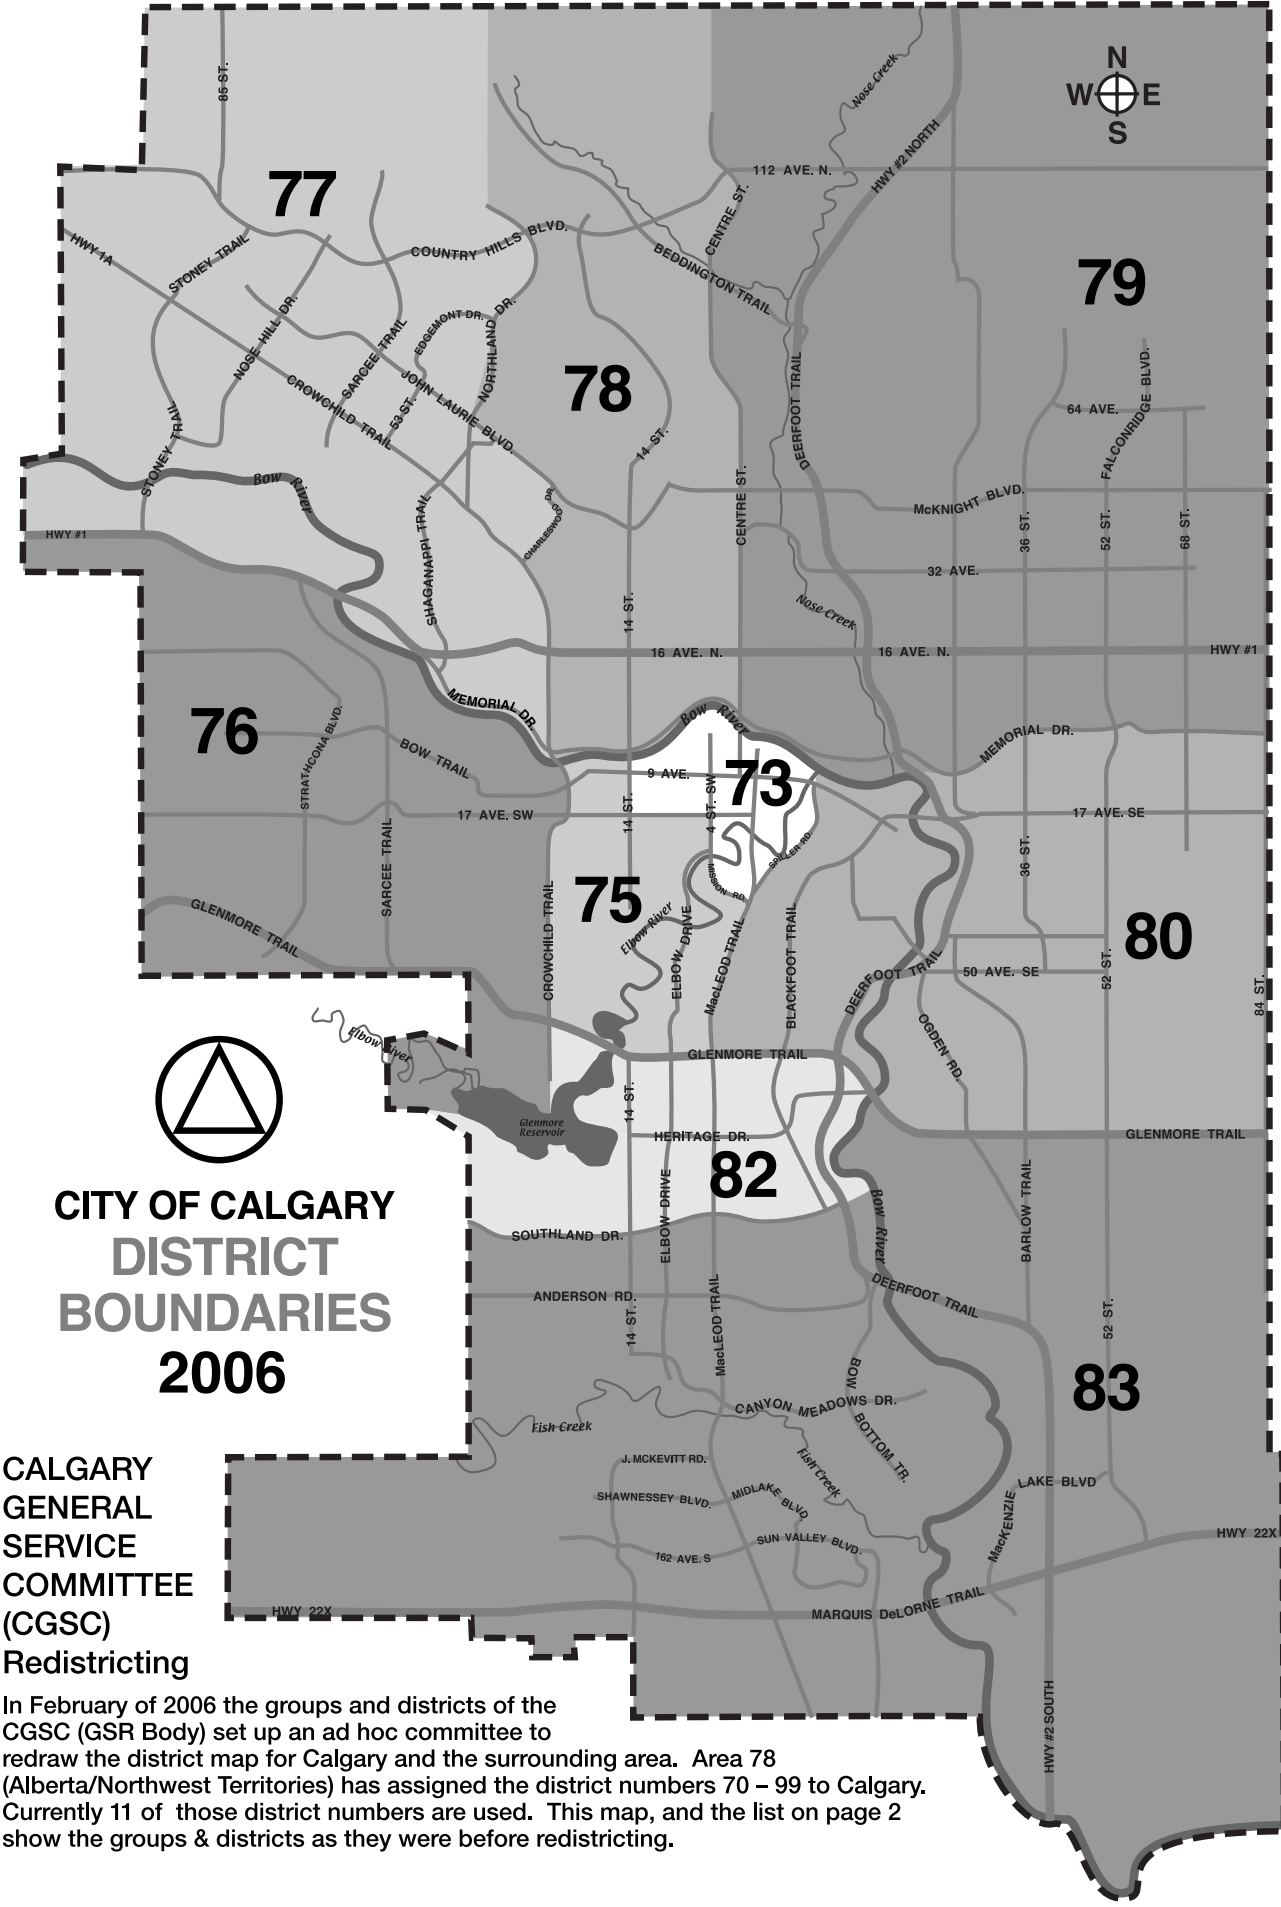 N
W E
S
85 ST.
Nose Creek
HWY #2 NORTH
112 AVE. N.
77
CENTRE ST.
HWY 1A
STONEY TRAIL
COUNTRY HILLS BLVD.
BEDDINGTON TRAIL
79
NOSE HILL DR.
SARCEE TRAIL
EDGEMONT DR.
NORTHLAND DR.
78
DEERFOOT TRAIL
FALCONRIDGE BLVD.
64 AVE.
CROWCHILD TRAIL
53 ST.
JOHN LAURIE BLVD.
14 ST.
STONEY TRAIL
Bow River
CENTRE ST.
McKNIGHT BLVD.
36 ST.
52 ST.
68 ST.
HWY #1
SHAGANAPPI TRAIL
CHARLESWOOD DR.
32 AVE.
14 ST.
Nose Creek
16 AVE. N.
16 AVE. N.
HWY #1
MEMORIAL DR.
Bow River
76
STRATHCONA BLVD.
BOW TRAIL
MEMORIAL DR.
9 AVE.
73
17 AVE. SW
14 ST.
4 ST. SW
17 AVE. SE
SARCEE TRAIL
SPILLER RD.
36 ST.
MISSION RD.
75
GLENMORE TRAIL
CROWCHILD TRAIL
Elbow River
ELBOW DRIVE
MacLEOD TRAIL
BLACKFOOT TRAIL
80
DEERFOOT TRAIL
50 AVE. SE
52 ST.
84 ST.
Elbow River
OGDEN RD.
GLENMORE TRAIL
14 ST.
Glenmore
Reservoir
HERITAGE DR.
GLENMORE TRAIL
82
ELBOW DRIVE
Bow River
BARLOW TRAIL
SOUTHLAND DR.
DEERFOOT TRAIL
ANDERSON RD.
14 ST.
MacLEOD TRAIL
52 ST.
CITY OF CALGARY
DISTRICT
BOUNDARIES
2006
83
BOW BOTTOM TR.
CANYON MEADOWS DR.
Fish Creek
Fish Creek
J. MCKEVITT RD.
SHAWNESSEY BLVD.
MIDLAKE BLVD
MacKENZIE LAKE BLVD
SUN VALLEY BLVD.
162 AVE. S
HWY 22X
HWY 22X
MARQUIS DeLORNE TRAIL
HWY #2 SOUTH
CALGARY
GENERAL
SERVICE
COMMITTEE
(CGSC)
Redistricting
In February of 2006 the groups and districts of the
CGSC (GSR Body) set up an ad hoc committee to
redraw the district map for Calgary and the surrounding area. Area 78
(Alberta/Northwest Territories) has assigned the district numbers 70 – 99 to Calgary.
Currently 11 of those district numbers are used. This map, and the list on page 2
show the groups & districts as they were before redistricting.